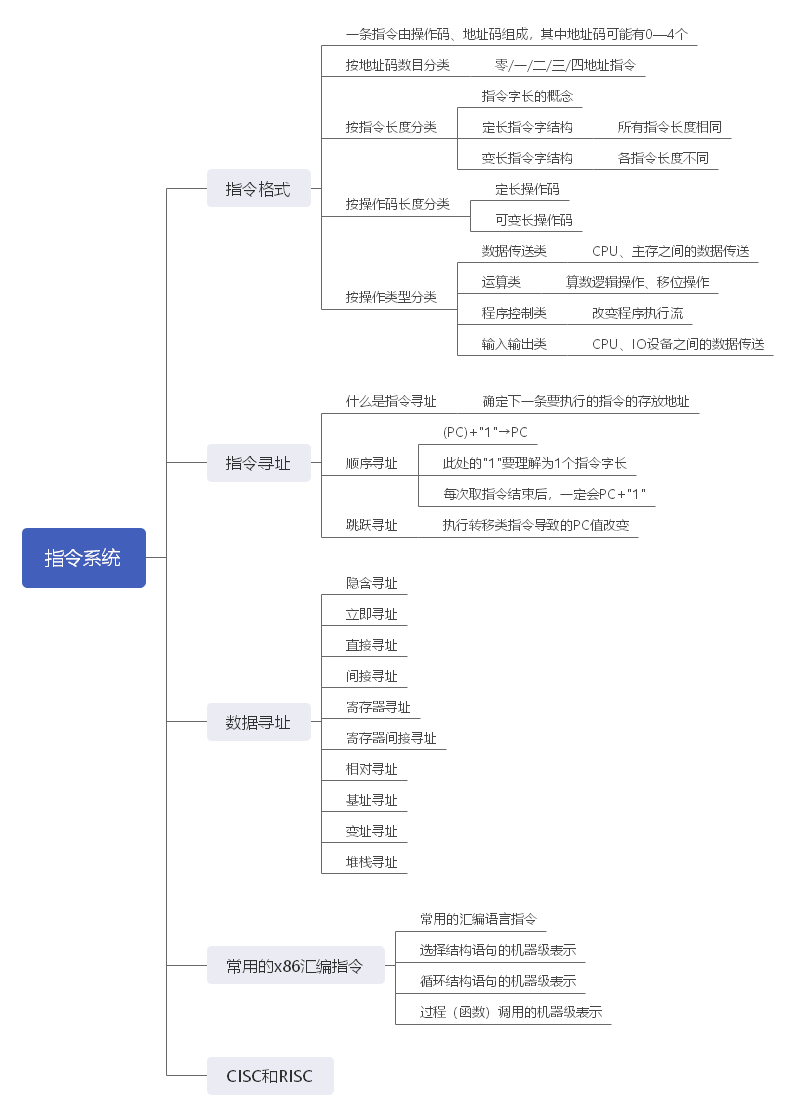 指令系统
指令格式
一条指令由操作码、地址码组成，其中地址码可能有0—4个
按地址码数目分类
零/一/二/三/四地址指令
按指令长度分类
指令字长的概念
定长指令字结构
所有指令长度相同
变长指令字结构
各指令长度不同
按操作码长度分类
定长操作码
可变长操作码
按操作类型分类
数据传送类
CPU、主存之间的数据传送
运算类
算数逻辑操作、移位操作
程序控制类
改变程序执行流
输入输出类
CPU、IO设备之间的数据传送
指令寻址
什么是指令寻址
确定下一条要执行的指令的存放地址
顺序寻址
(PC)+"1"→PC
此处的"1"要理解为1个指令字长
每次取指令结束后，一定会PC+"1"
跳跃寻址
执行转移类指令导致的PC值改变
数据寻址
隐含寻址
立即寻址
直接寻址
间接寻址
寄存器寻址
寄存器间接寻址
相对寻址
基址寻址
变址寻址
堆栈寻址
常用的x86汇编指令
常用的汇编语言指令
选择结构语句的机器级表示
循环结构语句的机器级表示
过程（函数）调用的机器级表示
CISC和RISC